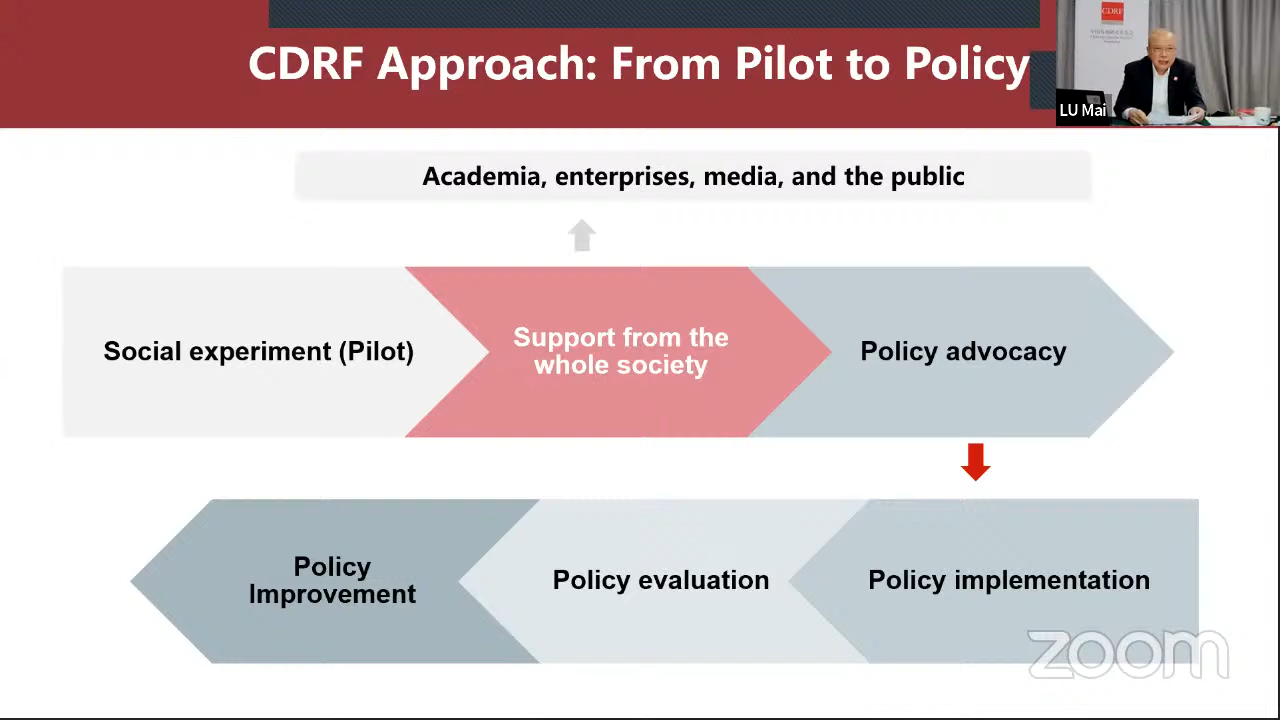 CDRF Approach: From Pilot to Policy
CDRF
LU Mai
Academia, enterprises, media, and the public
Social experiment (Pilot)
Support from the
whole society
Policy advocacy
Policy
Improvement
Policy evaluation
Policy implementation
zoom